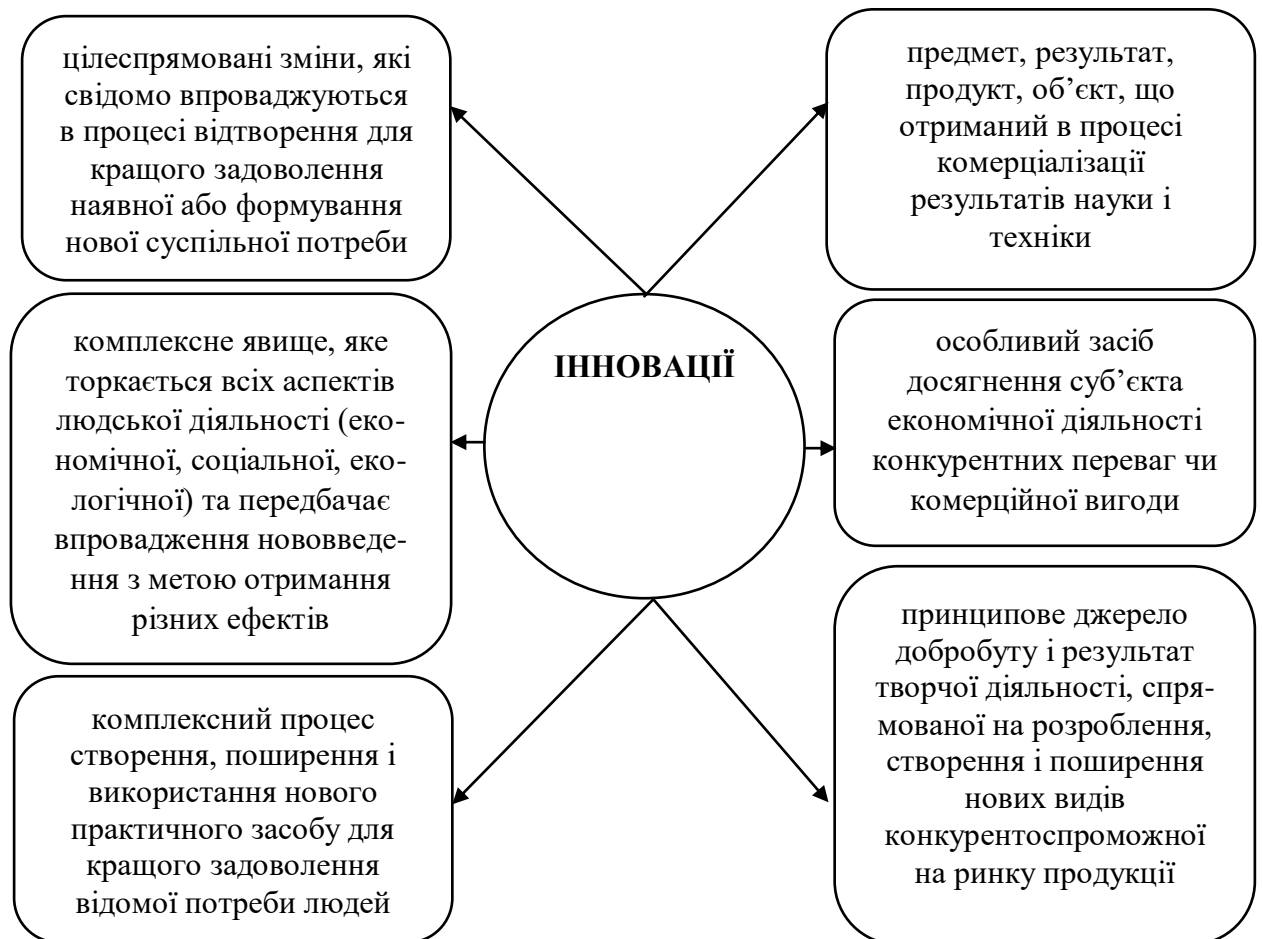 цілеспрямовані зміни, які
свідомо впроваджуються
в процесі відтворення для
кращого задоволення
наявної або формування
нової суспільної потреби
предмет, результат,
продукт, об’єкт, що
отриманий в процесі
комерціалізації
результатів науки і
техніки
комплексне явище, яке
торкається всіх аспектів
людської діяльності (еко-
номічної, соціальної, еко-
логічної) та передбачає
впровадження нововведе-
ння з метою отримання
різних ефектів
ІННОВАЦІЇ
особливий засіб
досягнення суб’єкта
економічної діяльності
конкурентних переваг чи
комерційної вигоди
комплексний процес
створення, поширення і
використання нового
практичного засобу для
кращого задоволення
відомої потреби людей
принципове джерело
добробуту і результат
творчої діяльності, спря-
мованої на розроблення,
створення і поширення
нових видів
конкурентоспроможної
на ринку продукції